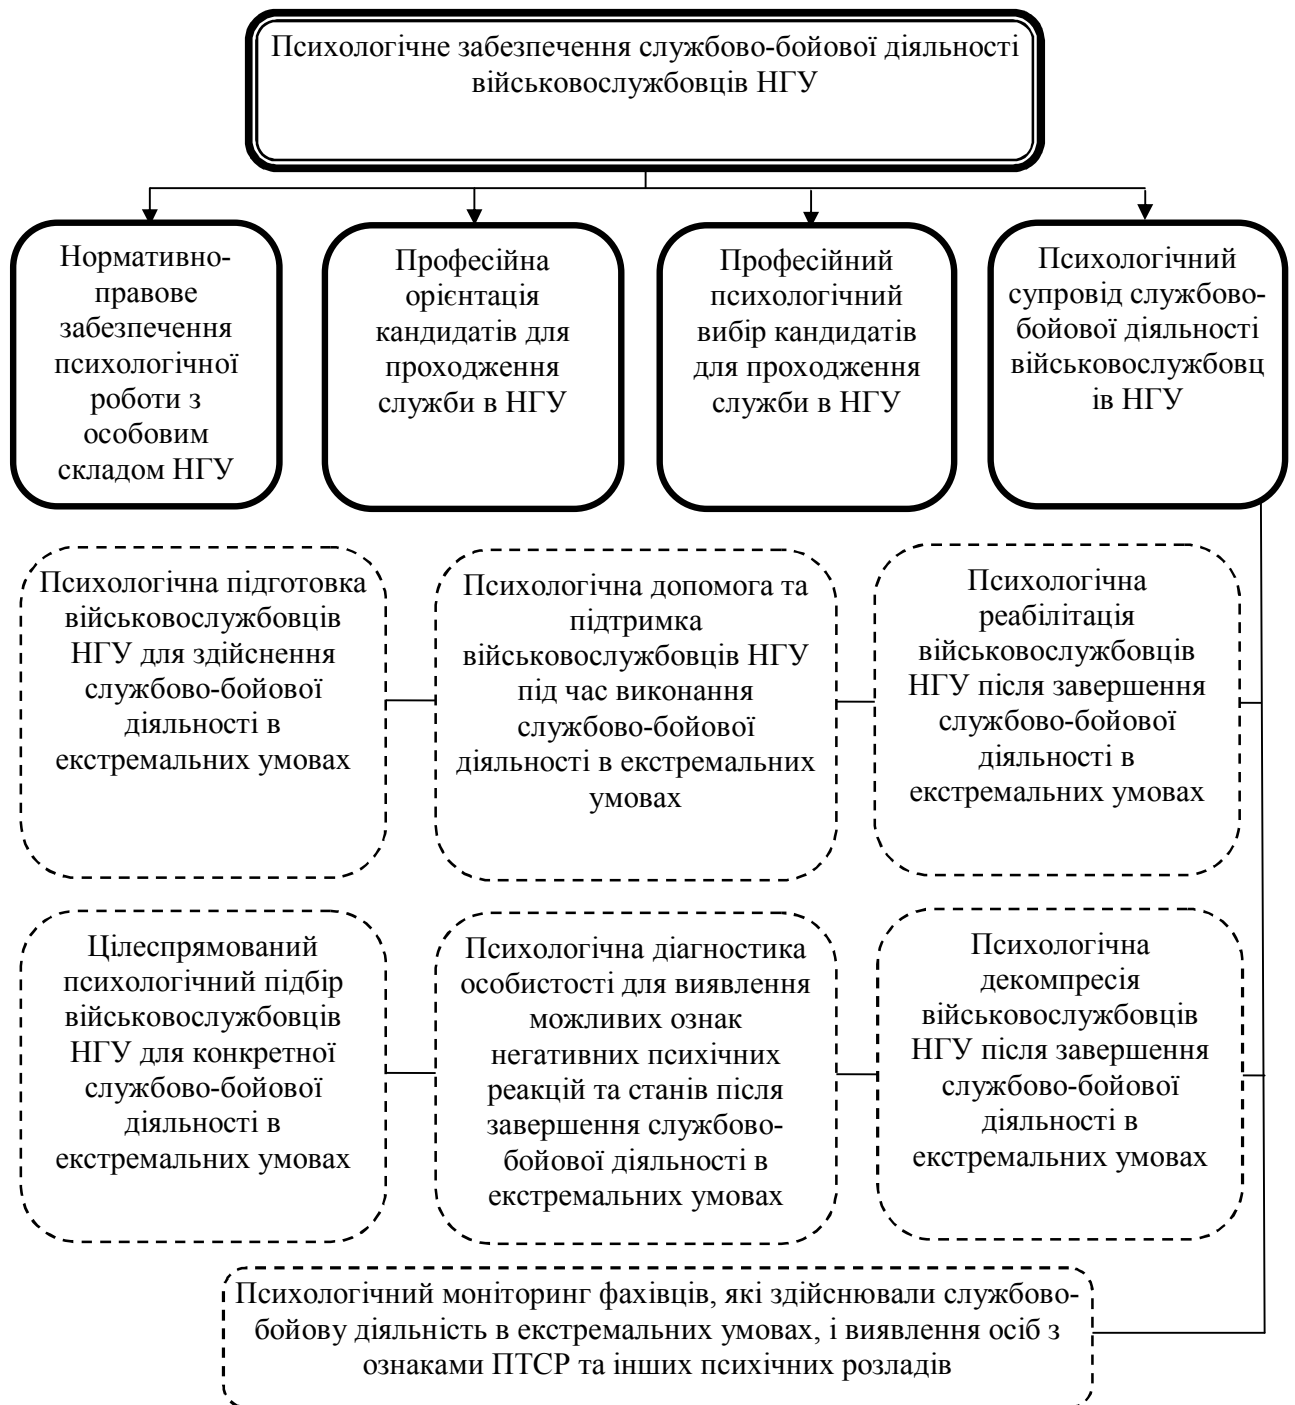 Психологічне забезпечення службово-бойової діяльності
військовослужбовців НГУ
Нормативно-
правове
забезпечення
психологічної
роботи з
особовим
складом НГУ
Професійна
орієнтація
кандидатів для
проходження
служби в НГУ
Професійний
психологічний
вибір кандидатів
для проходження
служби в НГУ
Психологічний
супровід службово-
бойової діяльності
військовослужбовц
ів НГУ
Психологічна підготовка
військовослужбовців
НГУ для здійснення
службово-бойової
діяльності в
екстремальних умовах
Психологічна допомога та
підтримка
військовослужбовців НГУ
під час виконання
службово-бойової
діяльності в екстремальних
умовах
Психологічна
реабілітація
військовослужбовців
НГУ після завершення
службово-бойової
діяльності в
екстремальних умовах
Цілеспрямований
психологічний підбір
військовослужбовців
НГУ для конкретної
службово-бойової
діяльності в
екстремальних умовах
Психологічна діагностика
особистості для виявлення
можливих ознак
негативних психічних
реакцій та станів після
завершення службово-
бойової діяльності в
екстремальних умовах
Психологічна
декомпресія
військовослужбовців
НГУ після завершення
службово-бойової
діяльності в
екстремальних умовах
Психологічний моніторинг фахівців, які здійснювали службово-
бойову діяльність в екстремальних умовах, і виявлення осіб з
ознаками ПТСР та інших психічних розладів